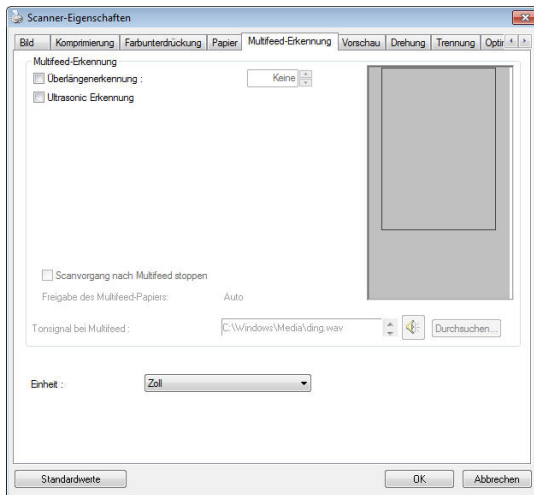 Scanner-Eigenschaften
Bild Komprimierung Farbunterdrückung Papier Multifeed-Erkennung Vorschau Drehung Trennung Optir
Multifeed-Erkennung
Überlängenerkennung : Keine
Ultrasonic Erkennung
Scanvorgang nach Multifeed stoppen
Freigabe des Multifeed-Papiers: Auto
Tonsignal bei Multifeed : C:\Windows\Media\ding.wav Durchsuchen...
Einheit : Zoll
Standardwerte OK Abbrechen